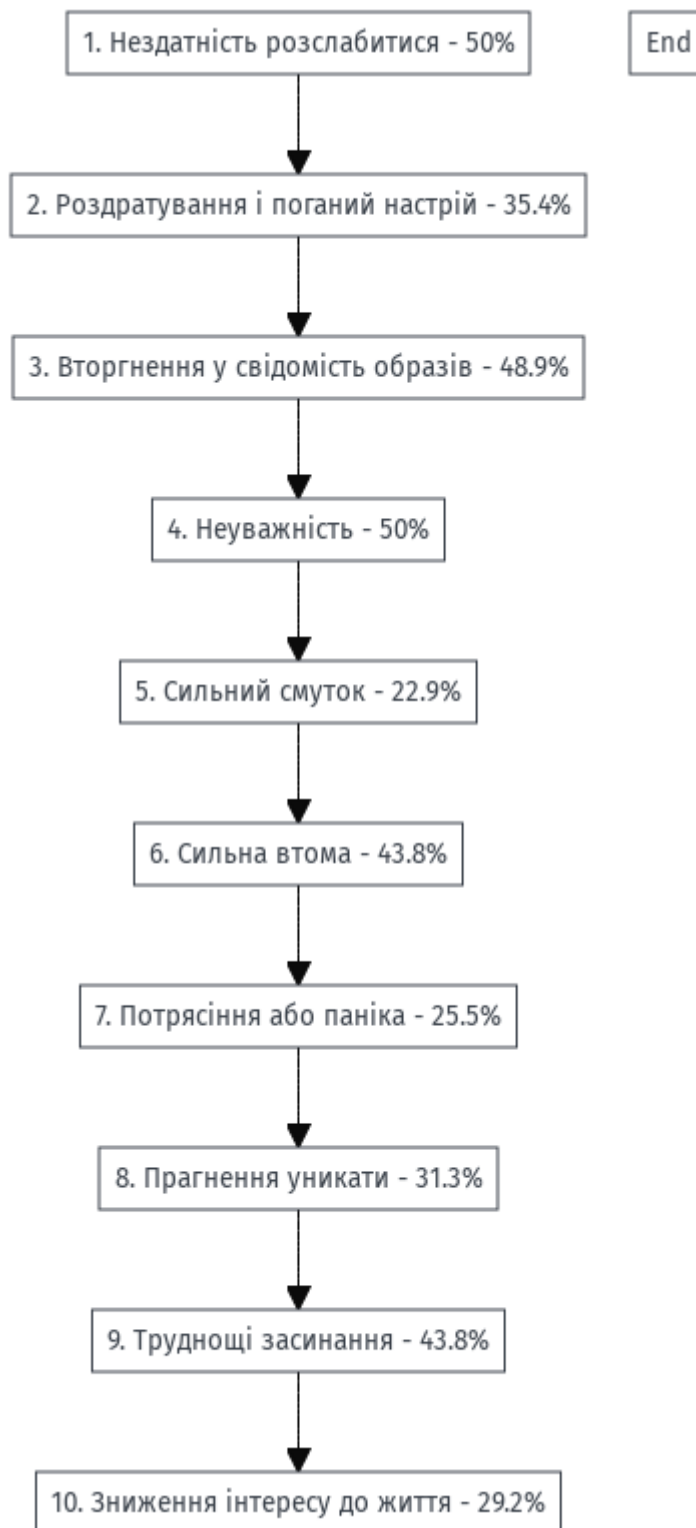 1. Нездатність розслабитися - 50%
End
2. Роздратування і поганий настрій - 35.4%
3. Вторгнення у свідомість образів - 48.9%
4. Неуважність - 50%
5. Сильний смуток - 22.9%
6. Сильна втома - 43.8%
7. Потрясіння або паніка - 25.5%
8. Прагнення уникати - 31.3%
9. Труднощі засинання - 43.8%
10. Зниження інтересу до життя - 29.2%